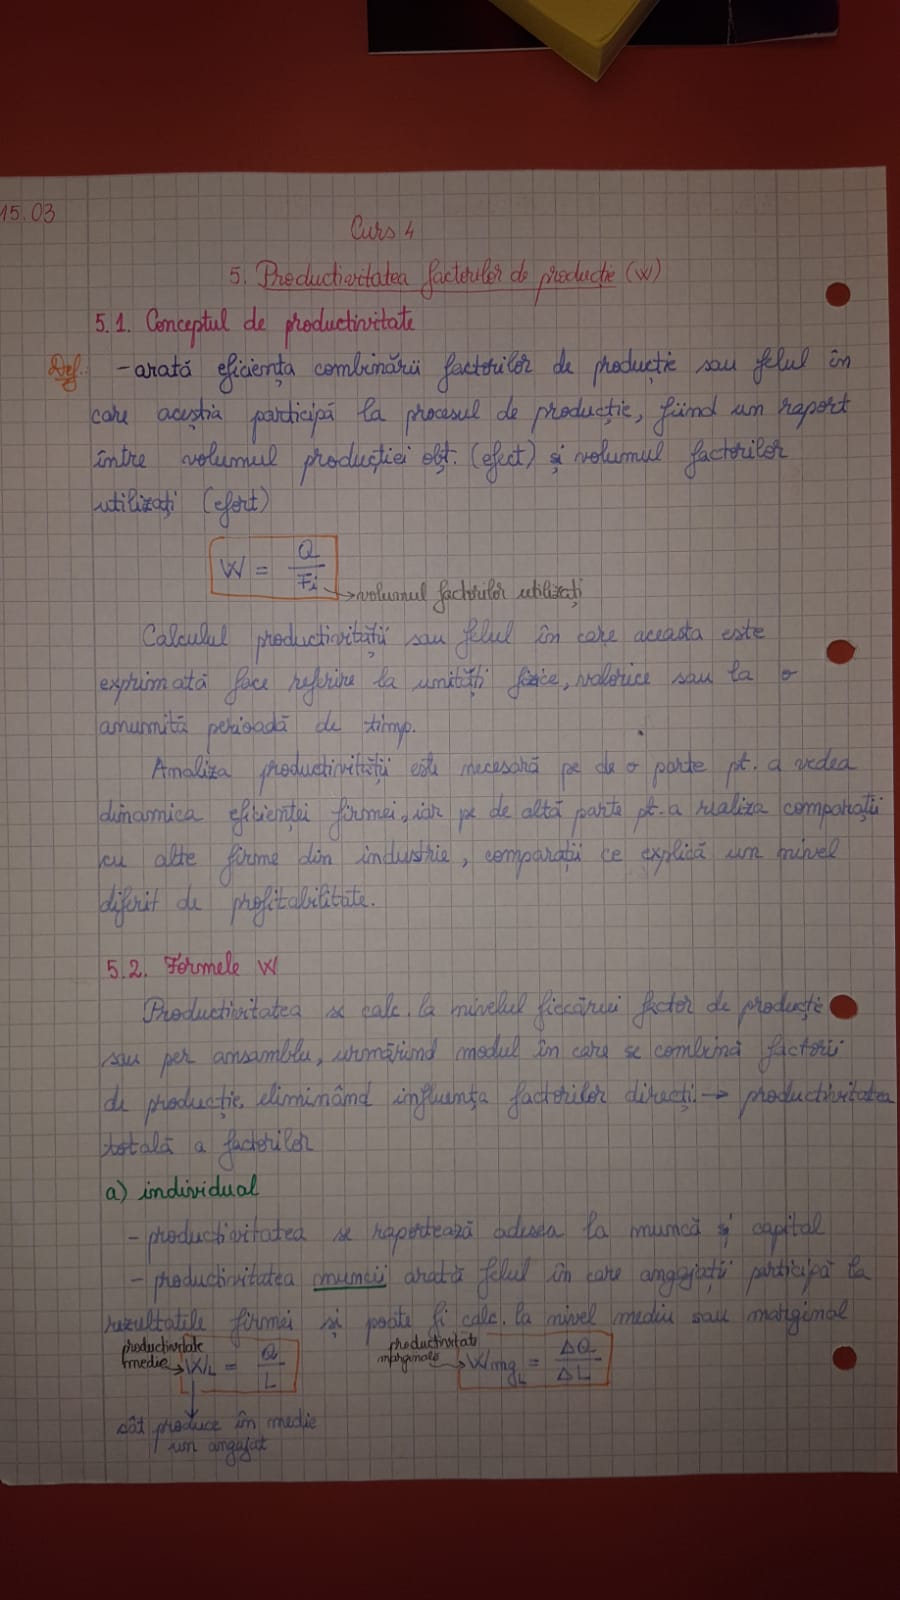 15.03
Curs 4
5. Productivitatea factorilor de producție (W)
5.1. Conceptul de productivitate
Def: - arată eficiența combinării factorilor de producție sau felul în
care aceștia participă la procesul de producție, fiind un raport
între volumul producției obț. (efect) și volumul factorilor
utilizați (efort)
W = Q / Fi → volumul factorilor utilizați
Calculul productivității sau felul în care aceasta este
exprimată face referire la unități fizice, valorice sau la o
anumită perioadă de timp.
Analiza productivității este necesară pe de o parte pt. a vedea
dinamica eficienței firmei, iar pe de altă parte pt. a realiza comparații
cu alte firme din industrie, comparații ce explică un nivel
diferit de profitabilitate.
5.2. Formele W
Productivitatea se calc. la nivelul fiecărui factor de producție
sau per ansamblu, urmărind modul în care se combină factorii
de producție, eliminând influența factorilor direcți → productivitatea
totală a factorilor
a) individual
- productivitatea se raportează adesea la muncă și capital
- productivitatea muncii arată felul în care angajații participă la
rezultatele firmei și poate fi calc. la nivel mediu sau marginal
productivitate medie → WL = Q / L
productivitate marginală → WmgL = ΔQ / ΔL
cât produce în medie
un angajat